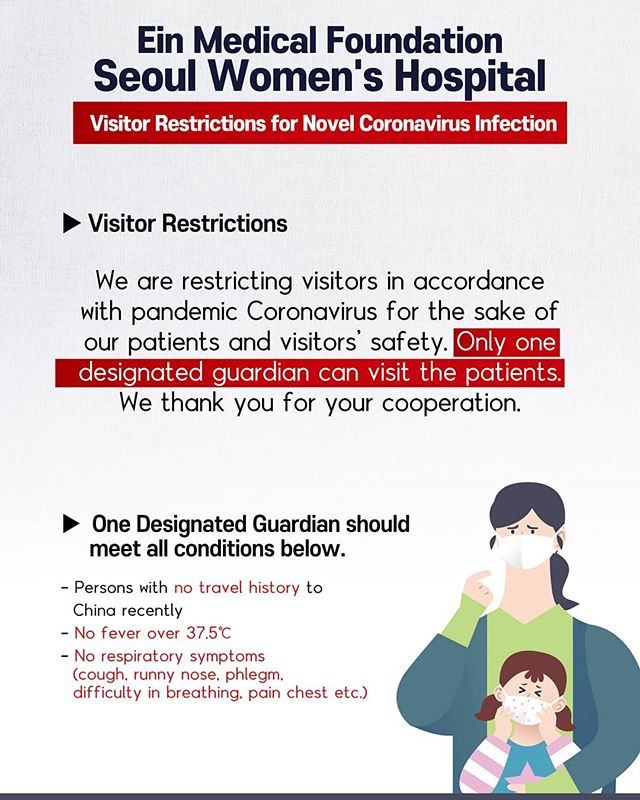 Ein Medical Foundation
Seoul Women's Hospital
Visitor Restrictions for Novel Coronavirus Infection
▶ Visitor Restrictions
We are restricting visitors in accordance
with pandemic Coronavirus for the sake of
our patients and visitors’ safety. Only one
designated guardian can visit the patients.
We thank you for your cooperation.
▶ One Designated Guardian should
meet all conditions below.
- Persons with no travel history to
China recently
- No fever over 37.5℃
- No respiratory symptoms
(cough, runny nose, phlegm,
difficulty in breathing, pain chest etc.)